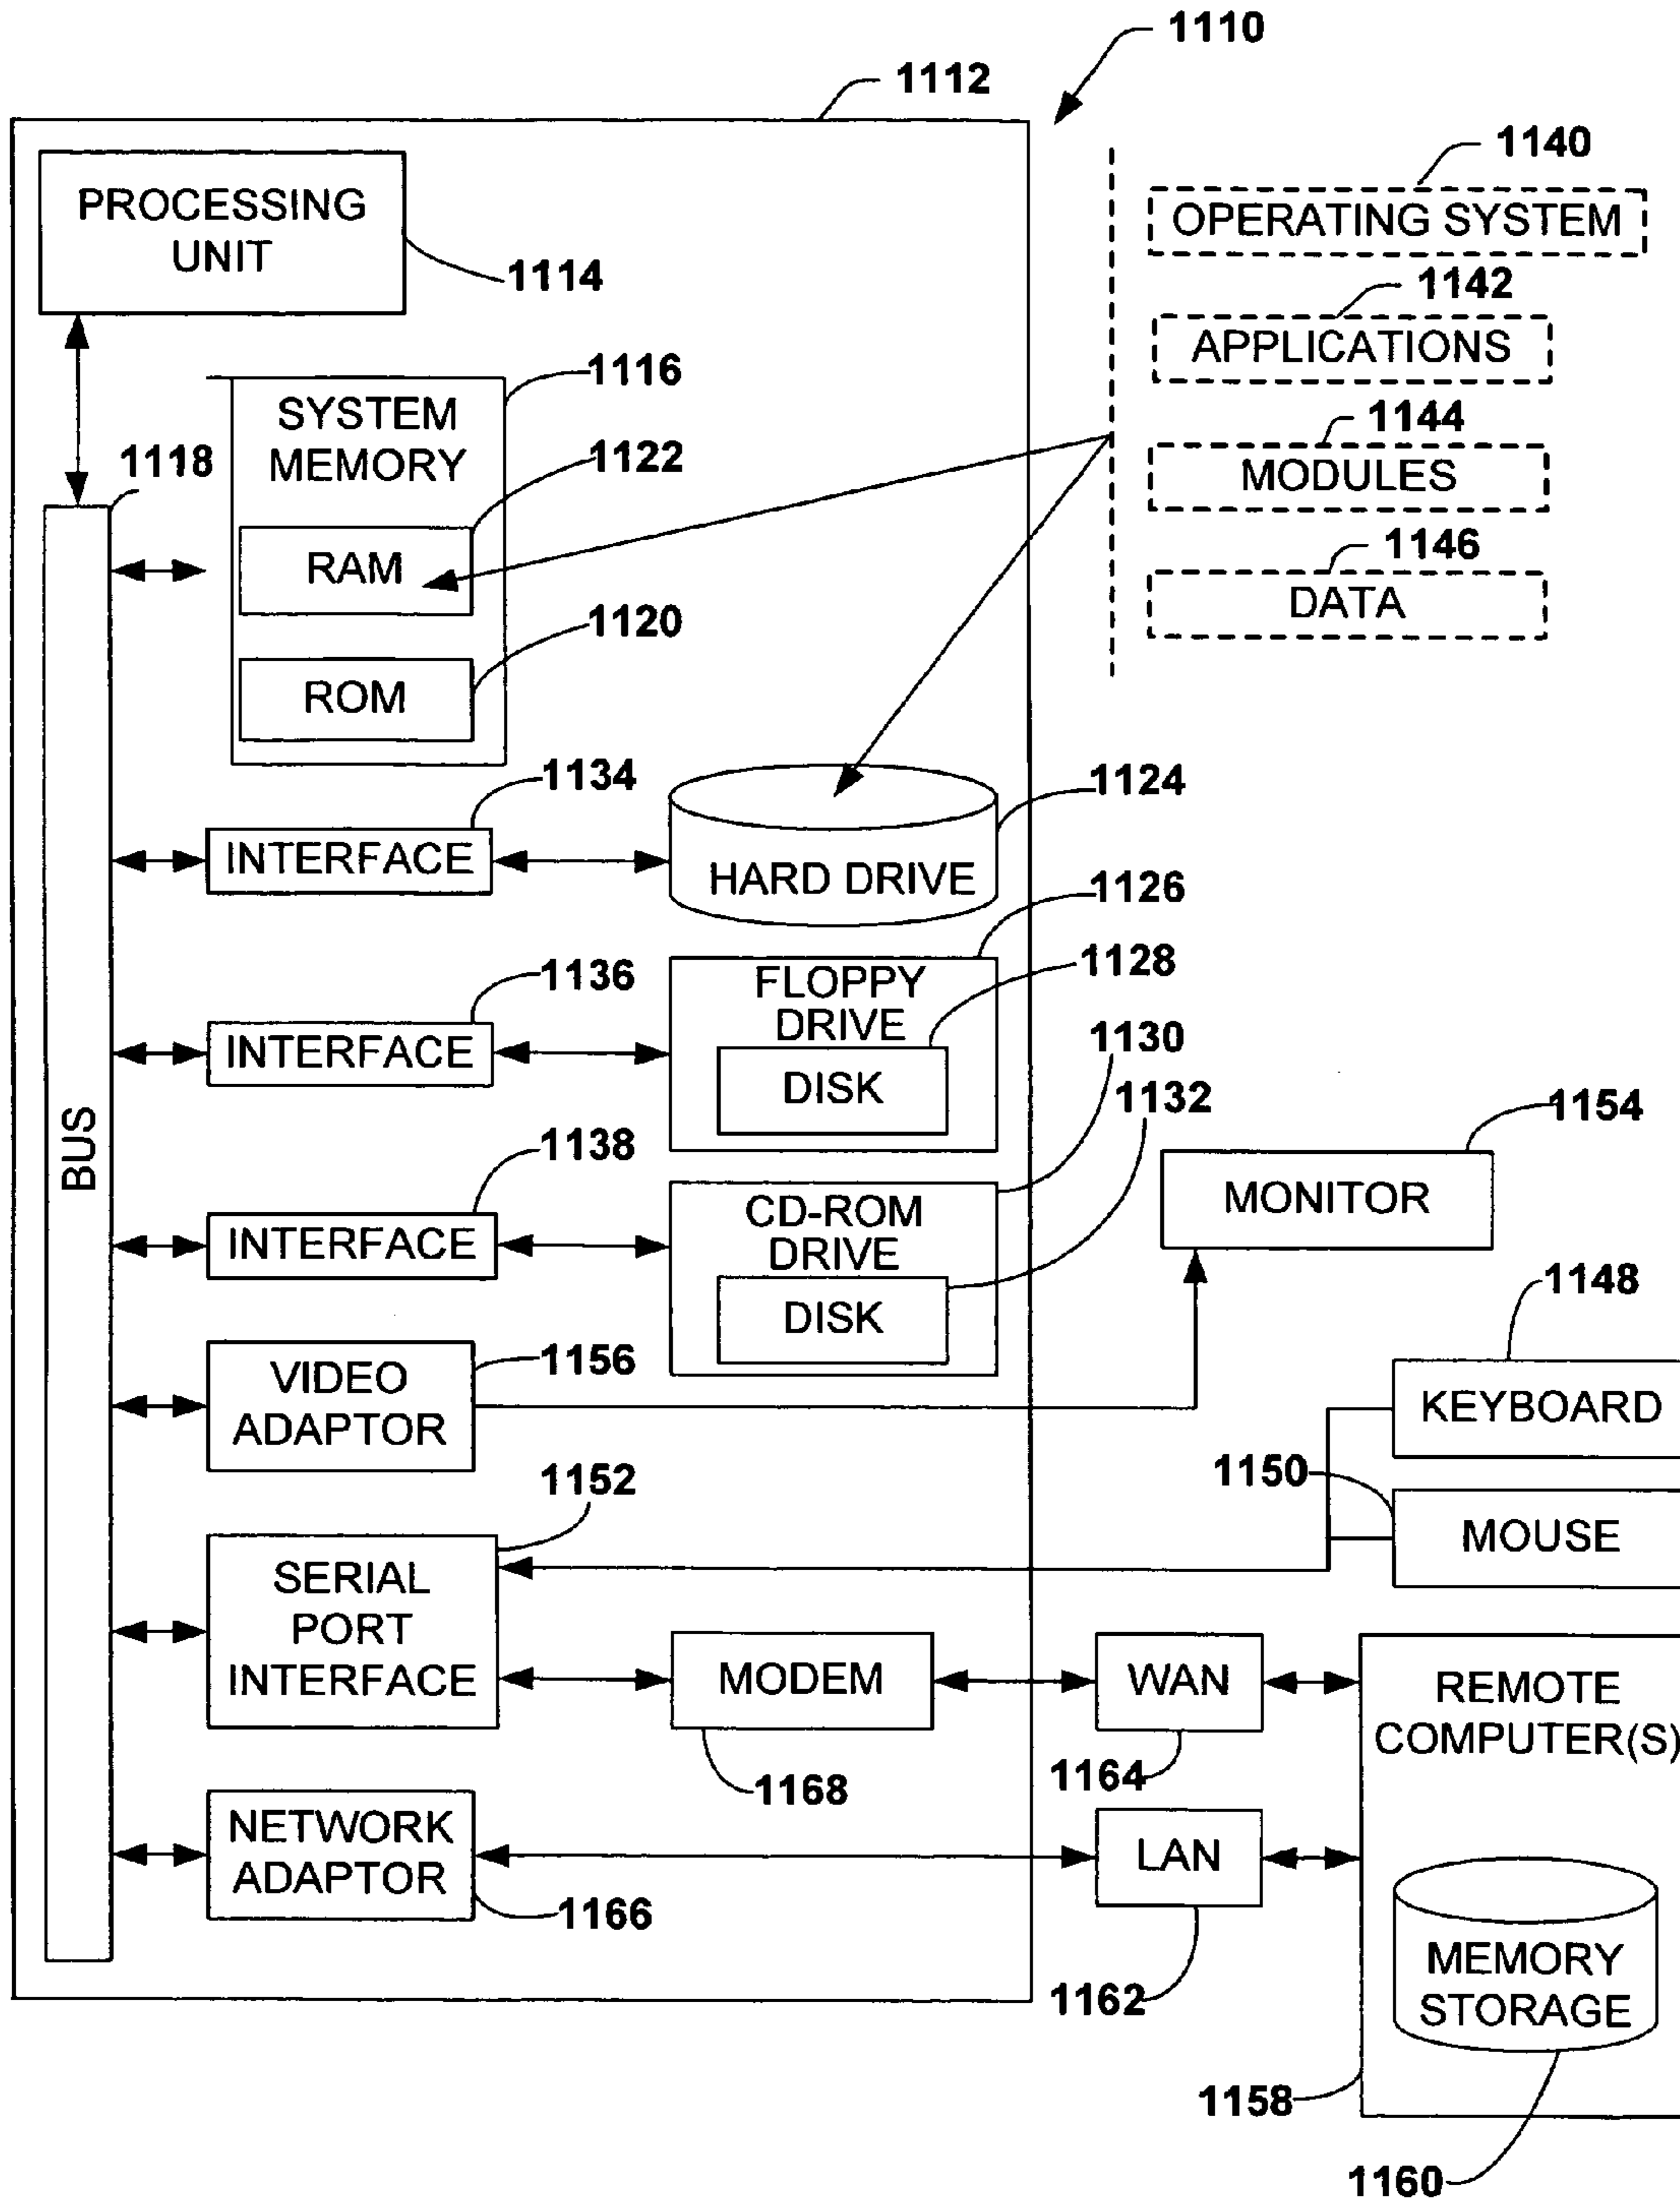 1110
1112
1140
PROCESSING
UNIT
OPERATING SYSTEM
1114
1142
APPLICATIONS
1116
SYSTEM
MEMORY
1144
1118
1122
MODULES
RAM
1146
DATA
1120
ROM
1134
1124
INTERFACE
HARD DRIVE
1126
1136
FLOPPY
DRIVE
1128
INTERFACE
1130
DISK
1132
1154
BUS
1138
MONITOR
CD-ROM
DRIVE
INTERFACE
1148
DISK
1156
VIDEO
ADAPTOR
KEYBOARD
1152
1150
MOUSE
SERIAL
PORT
INTERFACE
MODEM
WAN
REMOTE
COMPUTER(S)
1168
1164
NETWORK
ADAPTOR
LAN
1166
1162
MEMORY
STORAGE
1158
1160